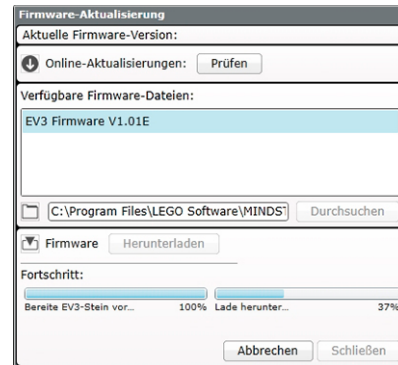 Firmware-Aktualisierung
Aktuelle Firmware-Version:
Online-Aktualisierungen: Prüfen
Verfügbare Firmware-Dateien:
EV3 Firmware V1.01E
C:\Program Files\LEGO Software\MINDST Durchsuchen
Firmware Herunterladen
Fortschritt:
Bereite EV3-Stein vor... 100% Lade herunter... 37%
Abbrechen Schließen